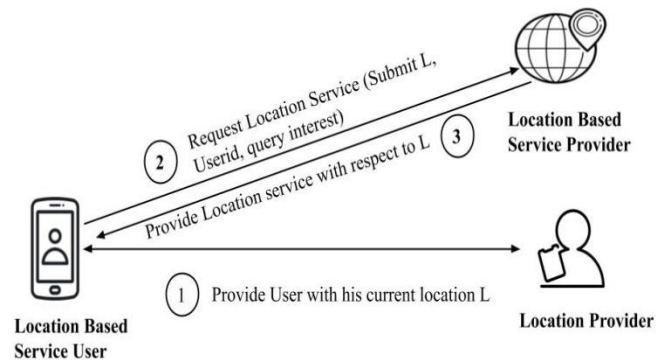 Request Location Service (Submit L,
Userid, query interest)
2
Provide Location service with respect to L
3
Location Based
Service Provider
1
Provide User with his current location L
Location Based
Service User
Location Provider